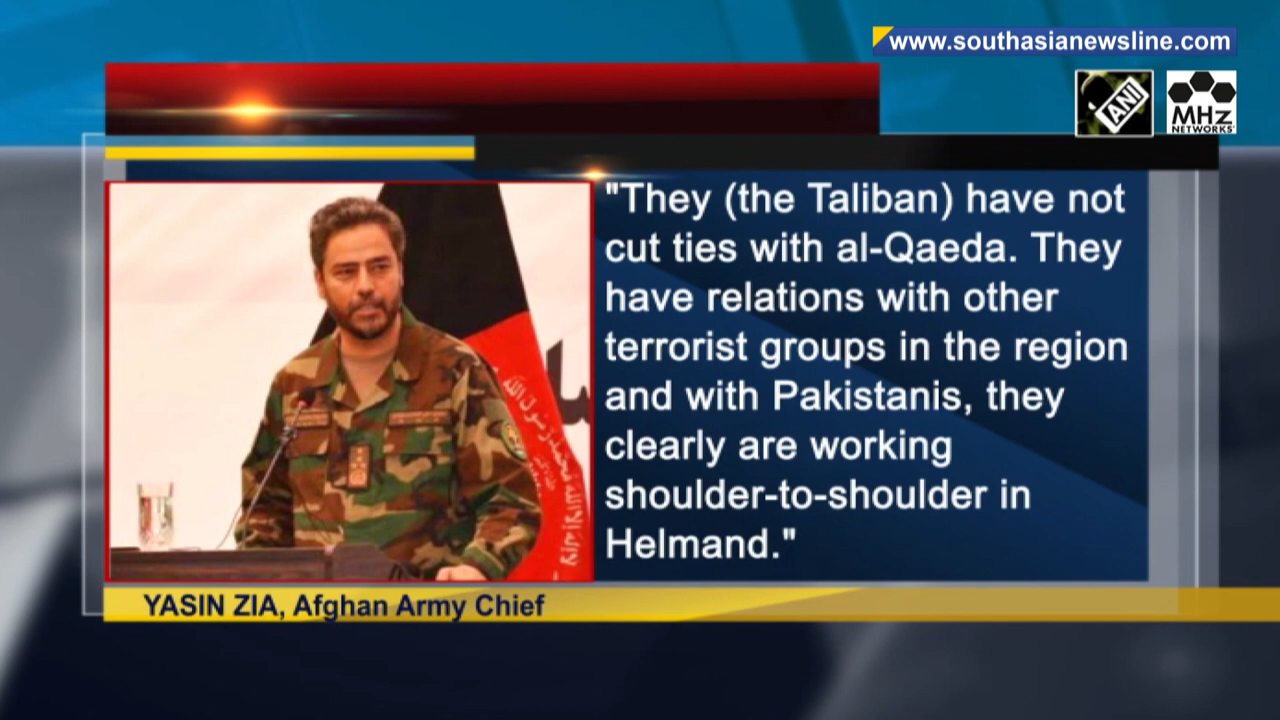 www.southasianewsline.com
ANI
MHz
NETWORKS
"They (the Taliban) have not
cut ties with al-Qaeda. They
have relations with other
terrorist groups in the region
and with Pakistanis, they
clearly are working
shoulder-to-shoulder in
Helmand."
YASIN ZIA, Afghan Army Chief